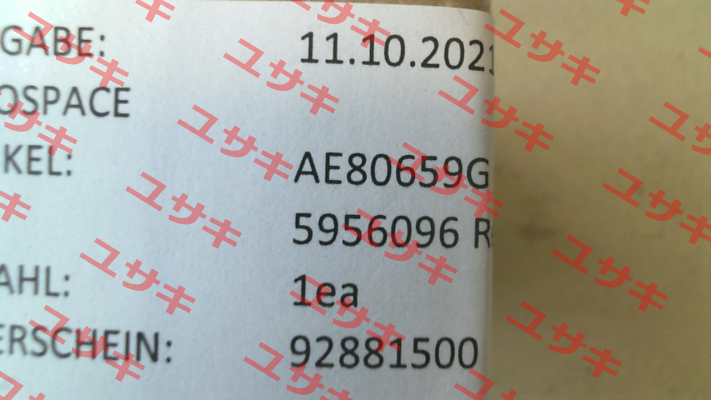 GABE: 11.10.2021
OSPACE
KEL: AE80659G
5956096 R
AHL: 1ea
ERSCHEIN: 92881500
ユサキ